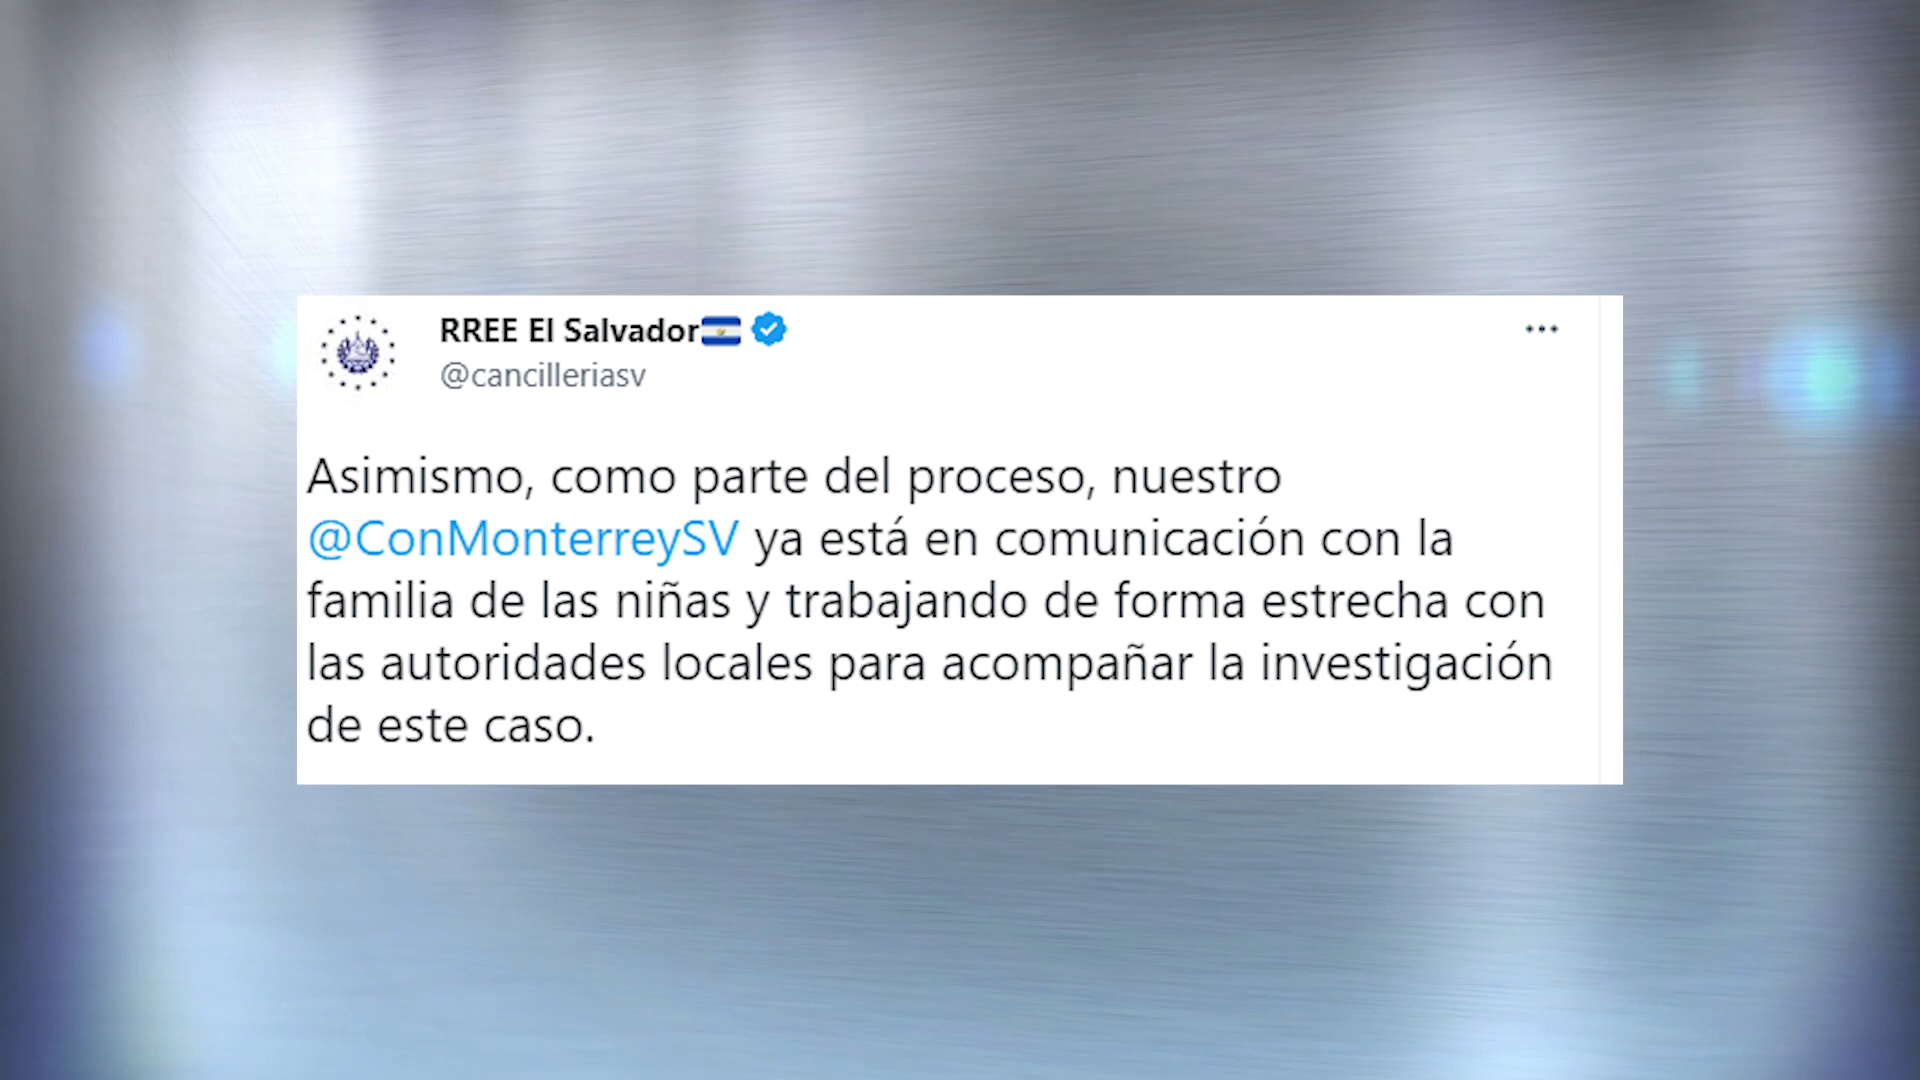 RREE El Salvador
@cancilleriasv
Asimismo, como parte del proceso, nuestro
@ConMonterreySV ya está en comunicación con la
familia de las niñas y trabajando de forma estrecha con
las autoridades locales para acompañar la investigación
de este caso.